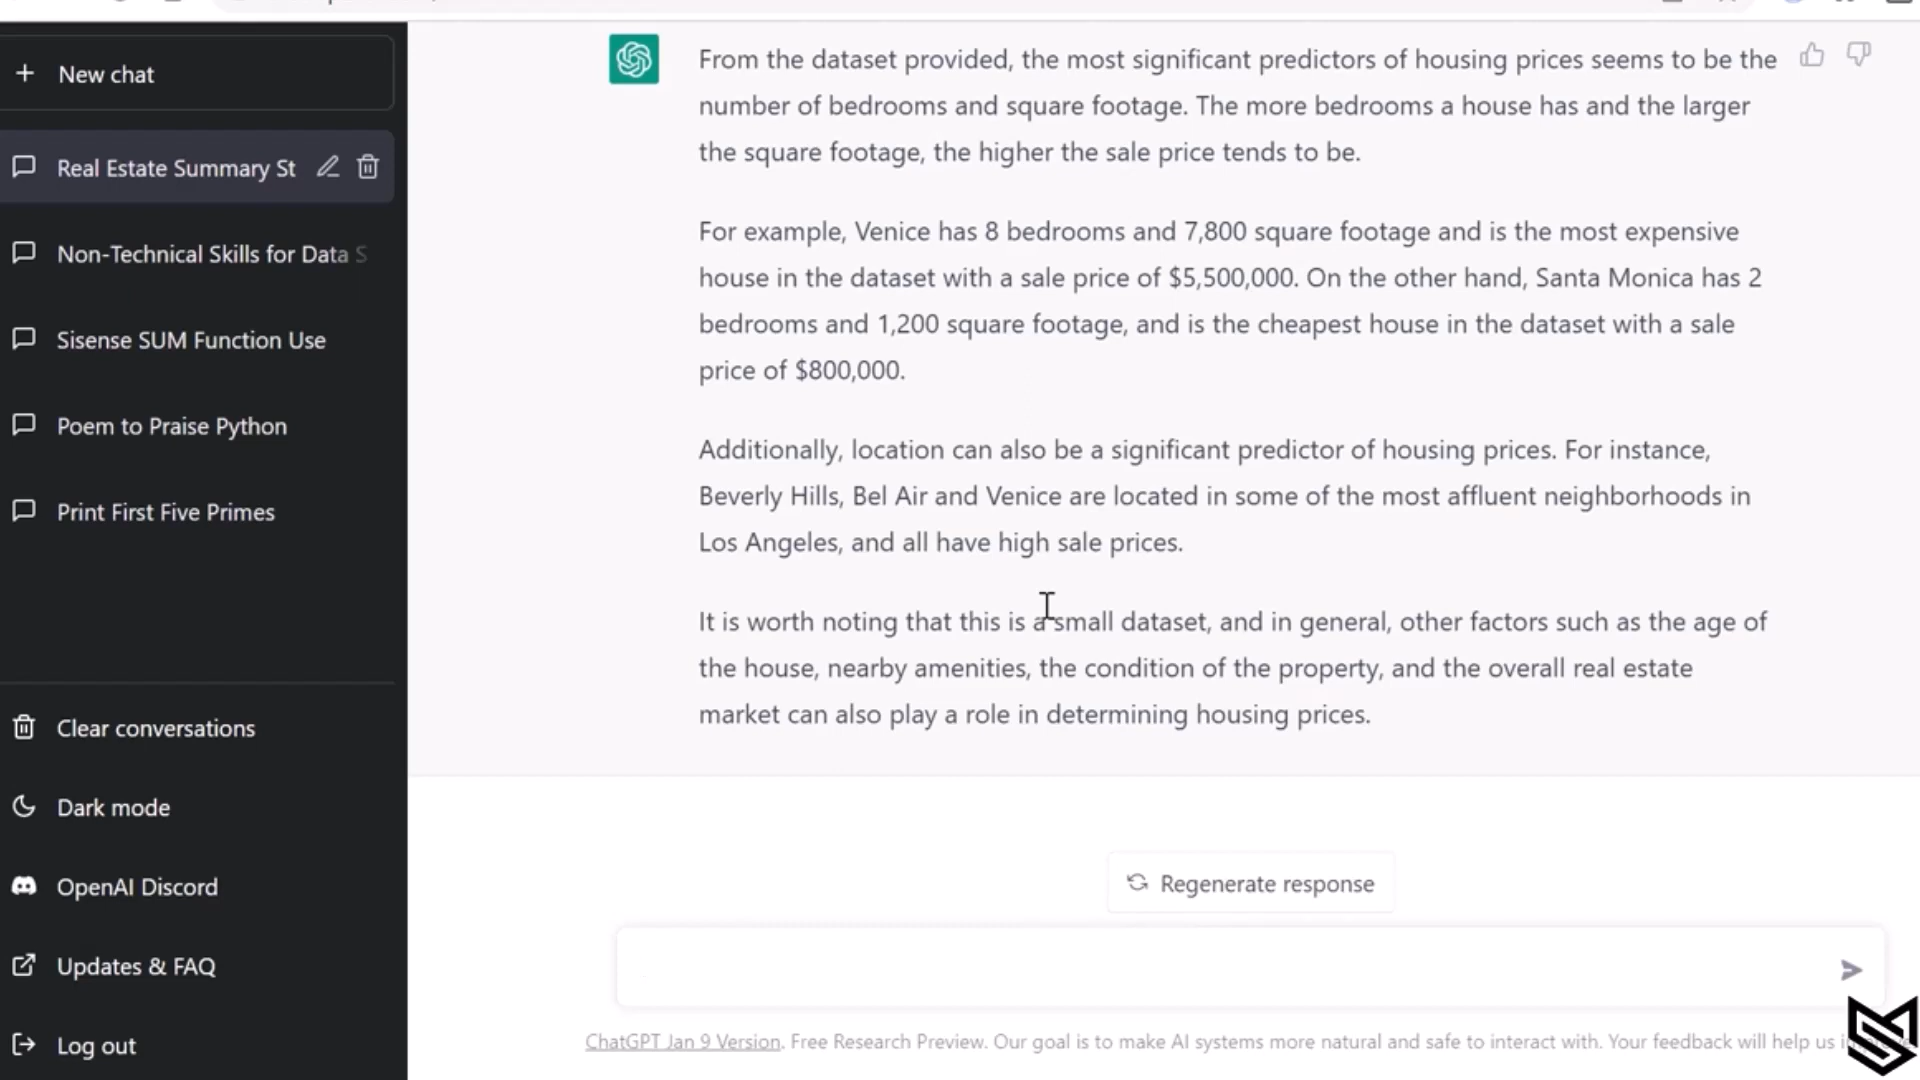 New chat
Real Estate Summary St
Non-Technical Skills for Data S
Sisense SUM Function Use
Poem to Praise Python
Print First Five Primes
Clear conversations
Dark mode
OpenAI Discord
Updates & FAQ
Log out
From the dataset provided, the most significant predictors of housing prices seems to be the
number of bedrooms and square footage. The more bedrooms a house has and the larger
the square footage, the higher the sale price tends to be.
For example, Venice has 8 bedrooms and 7,800 square footage and is the most expensive
house in the dataset with a sale price of $5,500,000. On the other hand, Santa Monica has 2
bedrooms and 1,200 square footage, and is the cheapest house in the dataset with a sale
price of $800,000.
Additionally, location can also be a significant predictor of housing prices. For instance,
Beverly Hills, Bel Air and Venice are located in some of the most affluent neighborhoods in
Los Angeles, and all have high sale prices.
It is worth noting that this is a small dataset, and in general, other factors such as the age of
the house, nearby amenities, the condition of the property, and the overall real estate
market can also play a role in determining housing prices.
Regenerate response
ChatGPT Jan 9 Version. Free Research Preview. Our goal is to make AI systems more natural and safe to interact with. Your feedback will help us